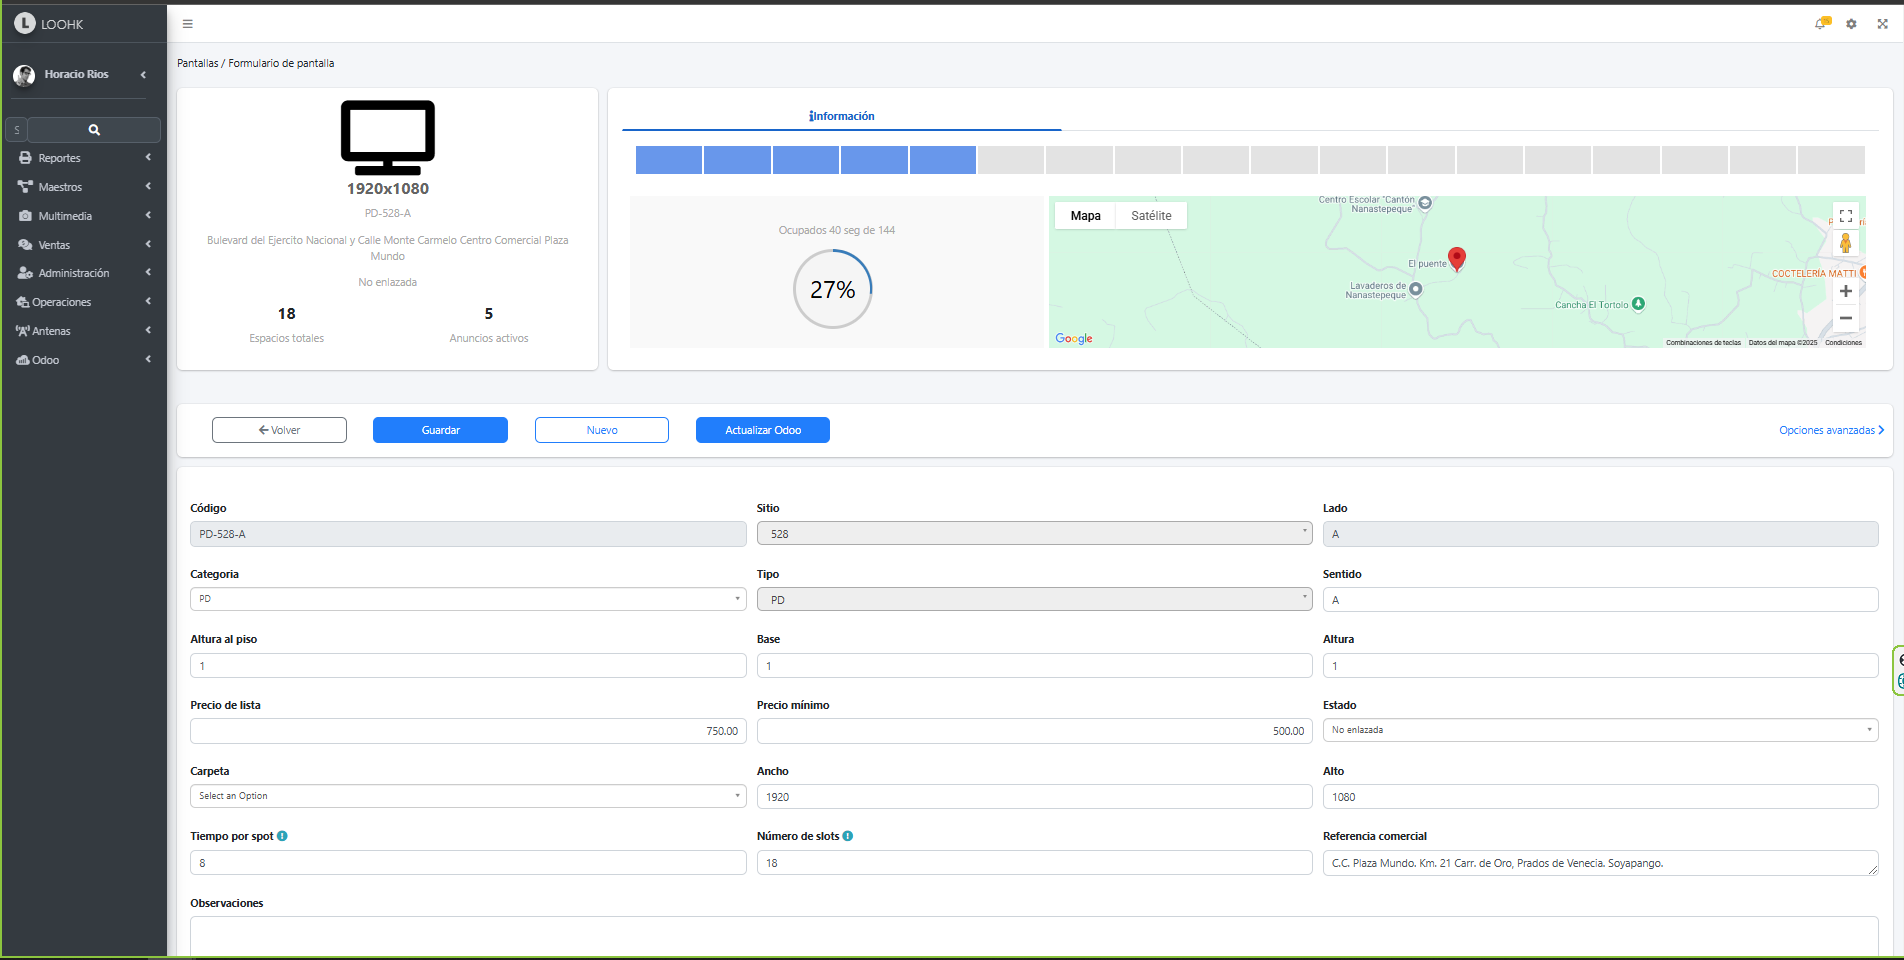 LOOHK
Horacio Rios
S
Reportes
Maestros
Multimedia
Ventas
Administración
Operaciones
Antenas
Odoo
Pantallas / Formulario de pantalla
1920x1080
PD-528-A
Bulevard del Ejercito Nacional y Calle Monte Carmelo Centro Comercial Plaza
Mundo
No enlazada
18
5
Espacios totales
Anuncios activos
Información
Ocupados 40 seg de 144
27%
Mapa
Satélite
Centro Escolar "Cantón
Nanastepeque"
El puente
Lavaderos de
Nanastepeque
Cancha El Tortolo
COCTELERÍA MATTI
Google
Combinaciones de teclas
Datos del mapa ©2025
Condiciones
Volver
Guardar
Nuevo
Actualizar Odoo
Opciones avanzadas
Código
Sitio
Lado
PD-528-A
528
A
Categoria
Tipo
Sentido
PD
PD
A
Altura al piso
Base
Altura
1
1
1
Precio de lista
Precio mínimo
Estado
750.00
500.00
No enlazada
Carpeta
Ancho
Alto
Select an Option
1920
1080
Tiempo por spot
Número de slots
Referencia comercial
8
18
C.C. Plaza Mundo. Km. 21 Carr. de Oro, Prados de Venecia. Soyapango.
Observaciones